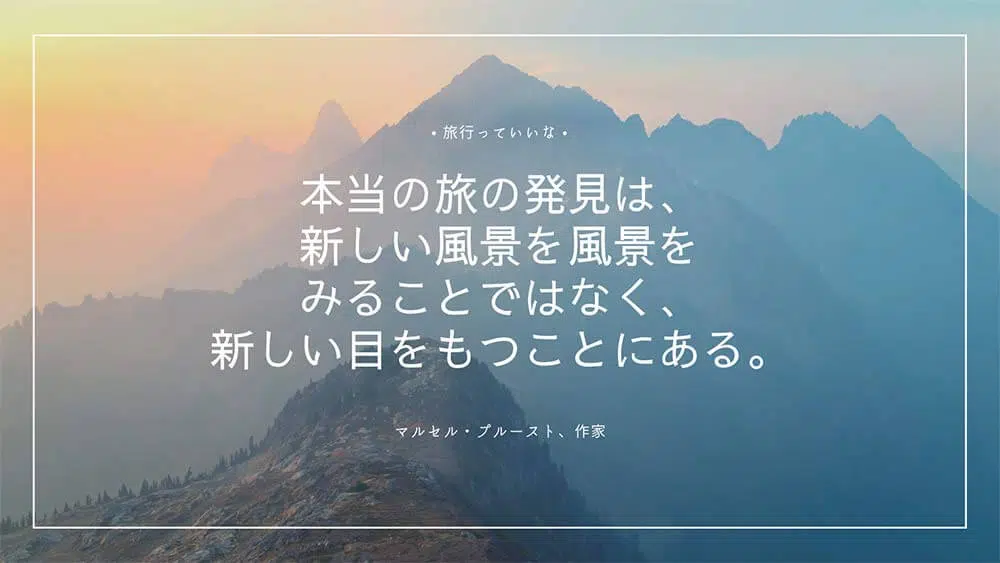 ・旅行っていいな・
本当の旅の発見は、
新しい風景を風景を
みることではなく、
新しい目をもつことにある。
マルセル・プルースト、作家